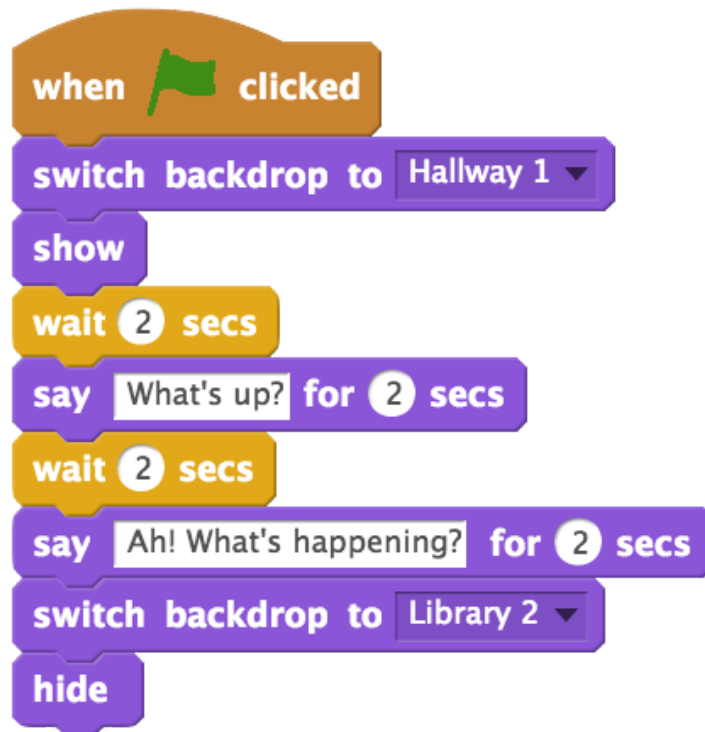 when clicked
switch backdrop to Hallway 1
show
wait 2 secs
say What's up? for 2 secs
wait 2 secs
say Ah! What's happening? for 2 secs
switch backdrop to Library 2
hide